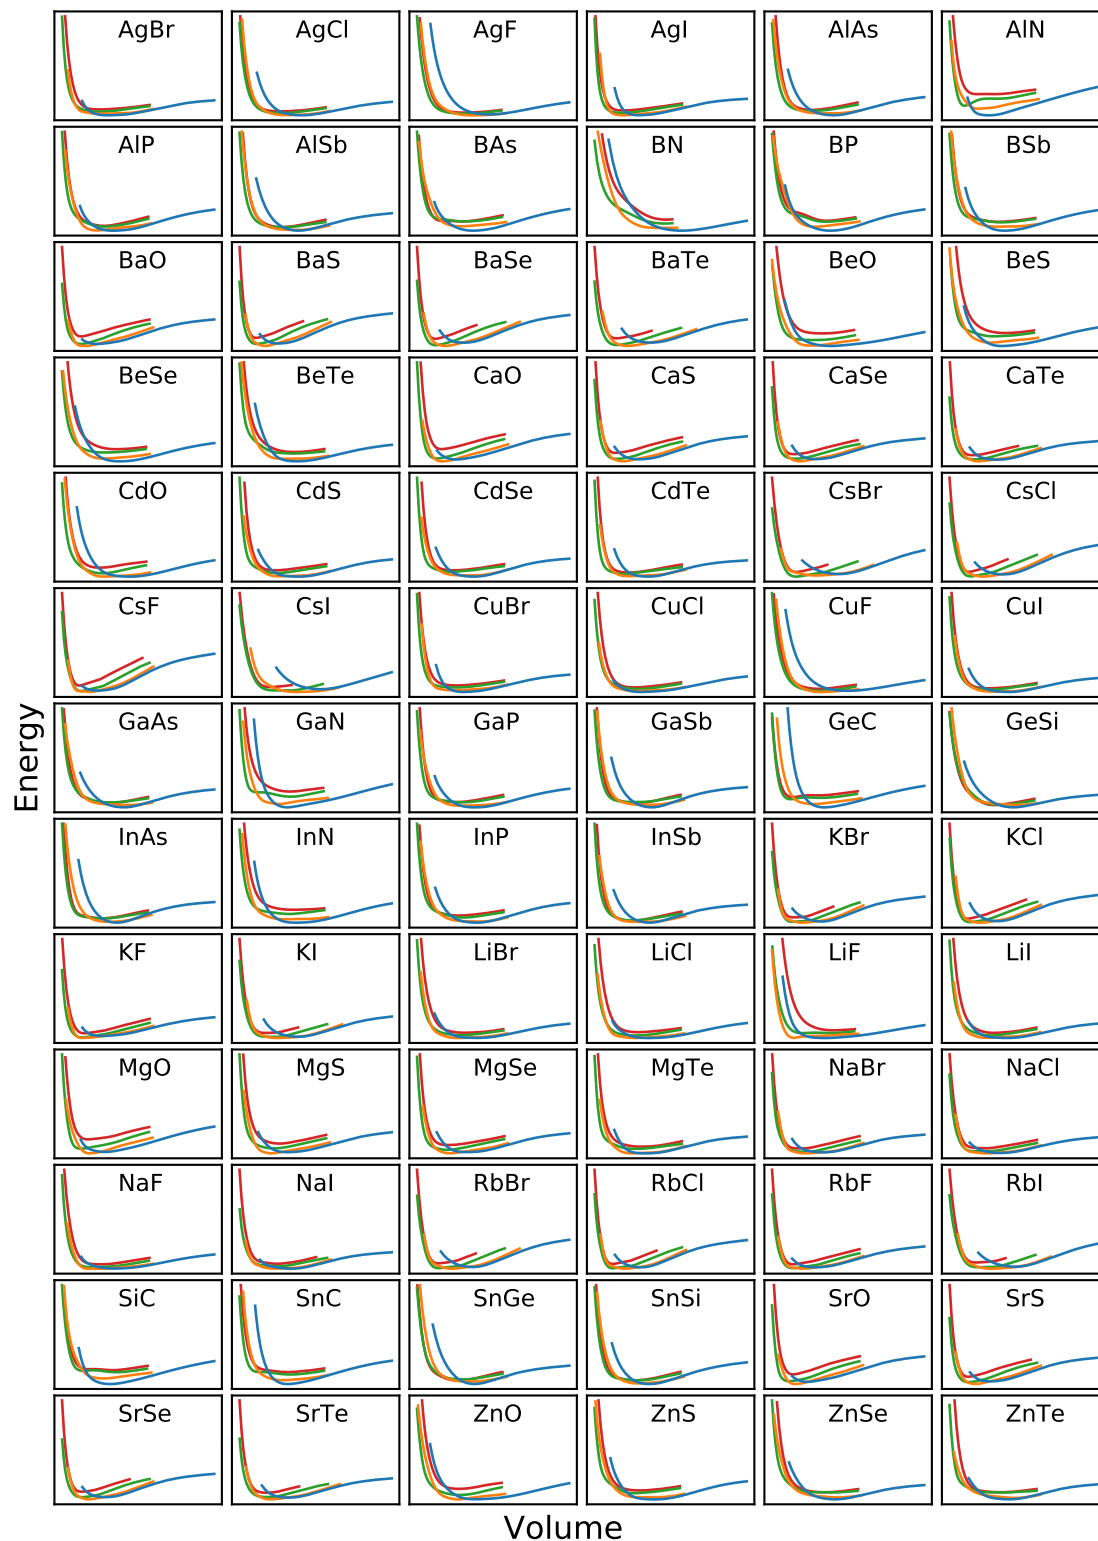 AgBr AgCl AgF AgI AlAs AlN
AlP AlSb BAs BN BP BSb
BaO BaS BaSe BaTe BeO BeS
BeSe BeTe CaO CaS CaSe CaTe
CdO CdS CdSe CdTe CsBr CsCl
CsF CsI CuBr CuCl CuF CuI
GaAs GaN GaP GaSb GeC GeSi
InAs InN InP InSb KBr KCl
KF KI LiBr LiCl LiF LiI
MgO MgS MgSe MgTe NaBr NaCl
NaF NaI RbBr RbCl RbF RbI
SiC SnC SnGe SnSi SrO SrS
SrSe SrTe ZnO ZnS ZnSe ZnTe
Energy
Volume